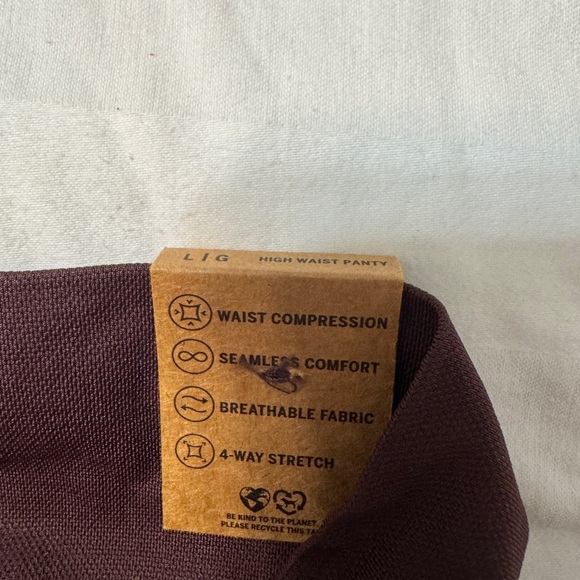 L | G HIGH WAIST PANTY
WAIST COMPRESSION
SEAMLESS COMFORT
BREATHABLE FABRIC
4-WAY STRETCH
BE KIND TO THE PLANET,
PLEASE RECYCLE THIS